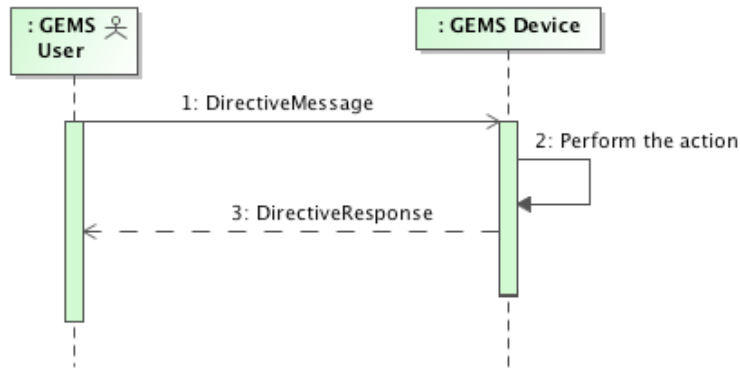 : GEMS
User
: GEMS Device
1: DirectiveMessage
2: Perform the action
3: DirectiveResponse